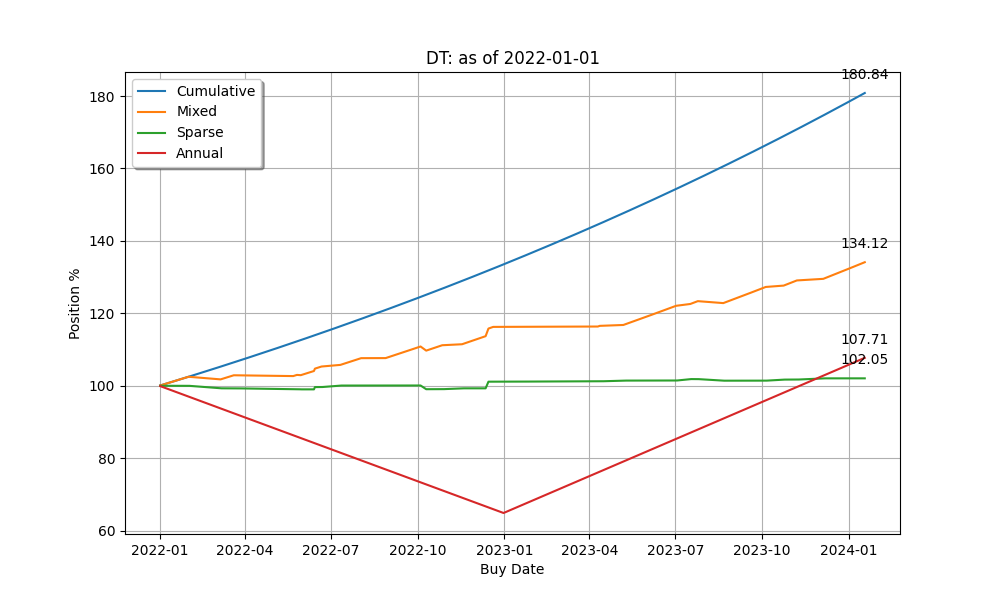 DT: as of 2022-01-01
180.84
180
Cumulative
Mixed
Sparse
Annual
160
140
134.12
120
107.71
102.05
100
80
60
Position %
2022-01 2022-04 2022-07 2022-10 2023-01 2023-04 2023-07 2023-10 2024-01
Buy Date